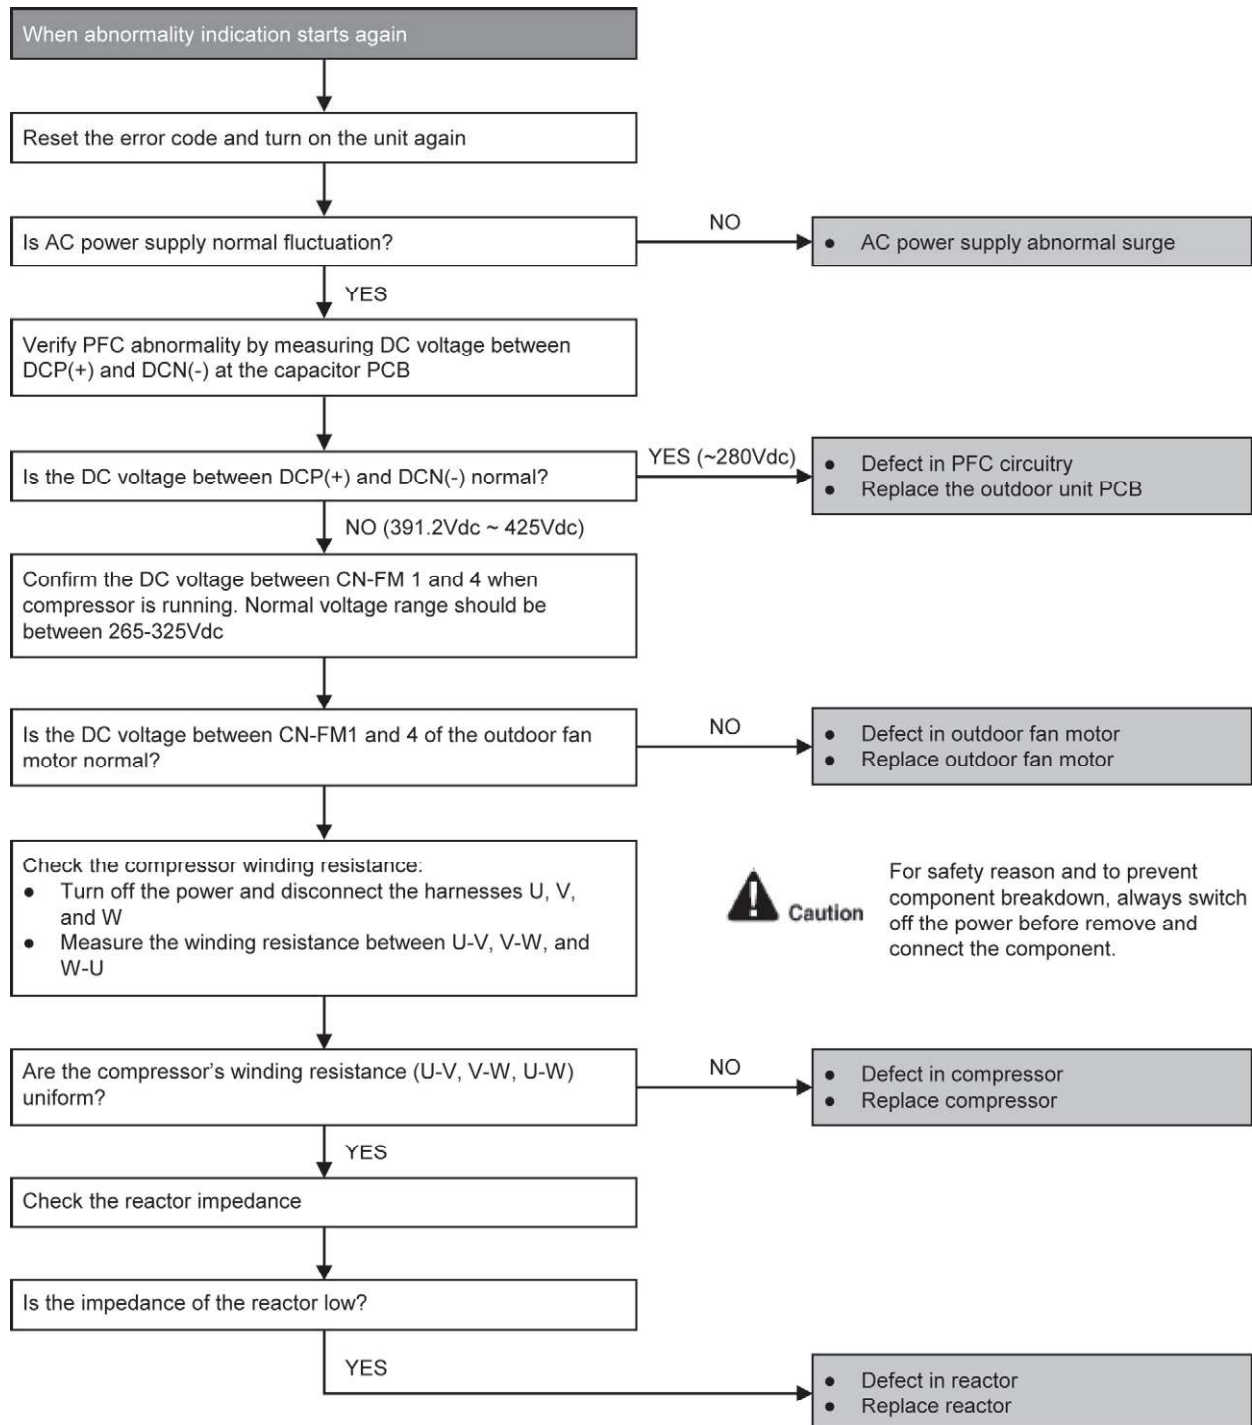 When abnormality indication starts again
Reset the error code and turn on the unit again
Is AC power supply normal fluctuation?
NO
● AC power supply abnormal surge
YES
Verify PFC abnormality by measuring DC voltage between
DCP(+) and DCN(-) at the capacitor PCB
Is the DC voltage between DCP(+) and DCN(-) normal?
YES (~280Vdc)
● Defect in PFC circuitry
● Replace the outdoor unit PCB
NO (391.2Vdc ~ 425Vdc)
Confirm the DC voltage between CN-FM 1 and 4 when
compressor is running. Normal voltage range should be
between 265-325Vdc
Is the DC voltage between CN-FM1 and 4 of the outdoor fan
motor normal?
NO
● Defect in outdoor fan motor
● Replace outdoor fan motor
Check the compressor winding resistance:
● Turn off the power and disconnect the harnesses U, V,
and W
● Measure the winding resistance between U-V, V-W, and
W-U
Caution
For safety reason and to prevent
component breakdown, always switch
off the power before remove and
connect the component.
Are the compressor's winding resistance (U-V, V-W, U-W)
uniform?
NO
● Defect in compressor
● Replace compressor
YES
Check the reactor impedance
Is the impedance of the reactor low?
YES
● Defect in reactor
● Replace reactor